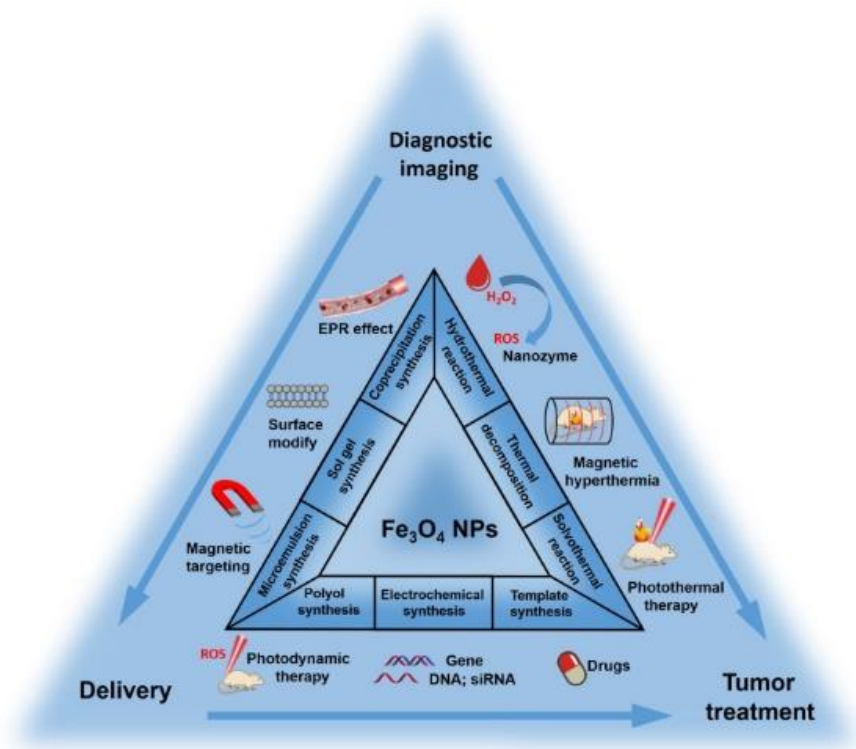 Diagnostic
imaging
EPR effect
H₂O₂
ROS
Nanozyme
Surface
modify
Magnetic
hyperthermia
Magnetic
targeting
Photothermal
therapy
Coprecipitation
synthesis
Sol gel
synthesis
Microemulsion
synthesis
Hydrothermal
reaction
Thermal
decomposition
Solvothermal
reaction
Fe₃O₄ NPs
Polyol
synthesis
Electrochemical
synthesis
Template
synthesis
ROS
Photodynamic
therapy
Gene
DNA; siRNA
Drugs
Delivery
Tumor
treatment